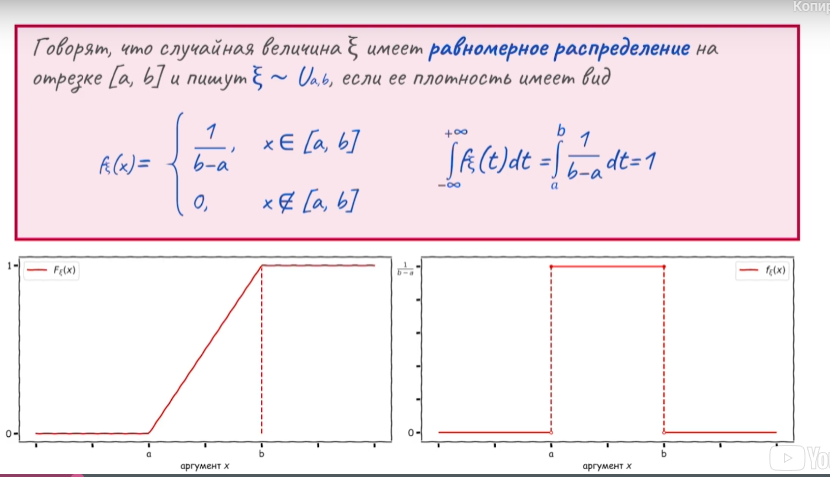 Копир
Говорят, что случайная величина ξ имеет равномерное распределение на
отрезке [a, b] и пишут ξ ~ U_{a,b}, если ее плотность имеет вид
f_ξ(x) = { 1/(b-a), x ∈ [a, b]
0, x ∉ [a, b]
∫_{-∞}^{+∞} f_ξ(t)dt = ∫_a^b 1/(b-a) dt = 1
1
F_ξ(x)
0
a b
аргумент x
1/(b-a)
f_ξ(x)
0
a b
аргумент x